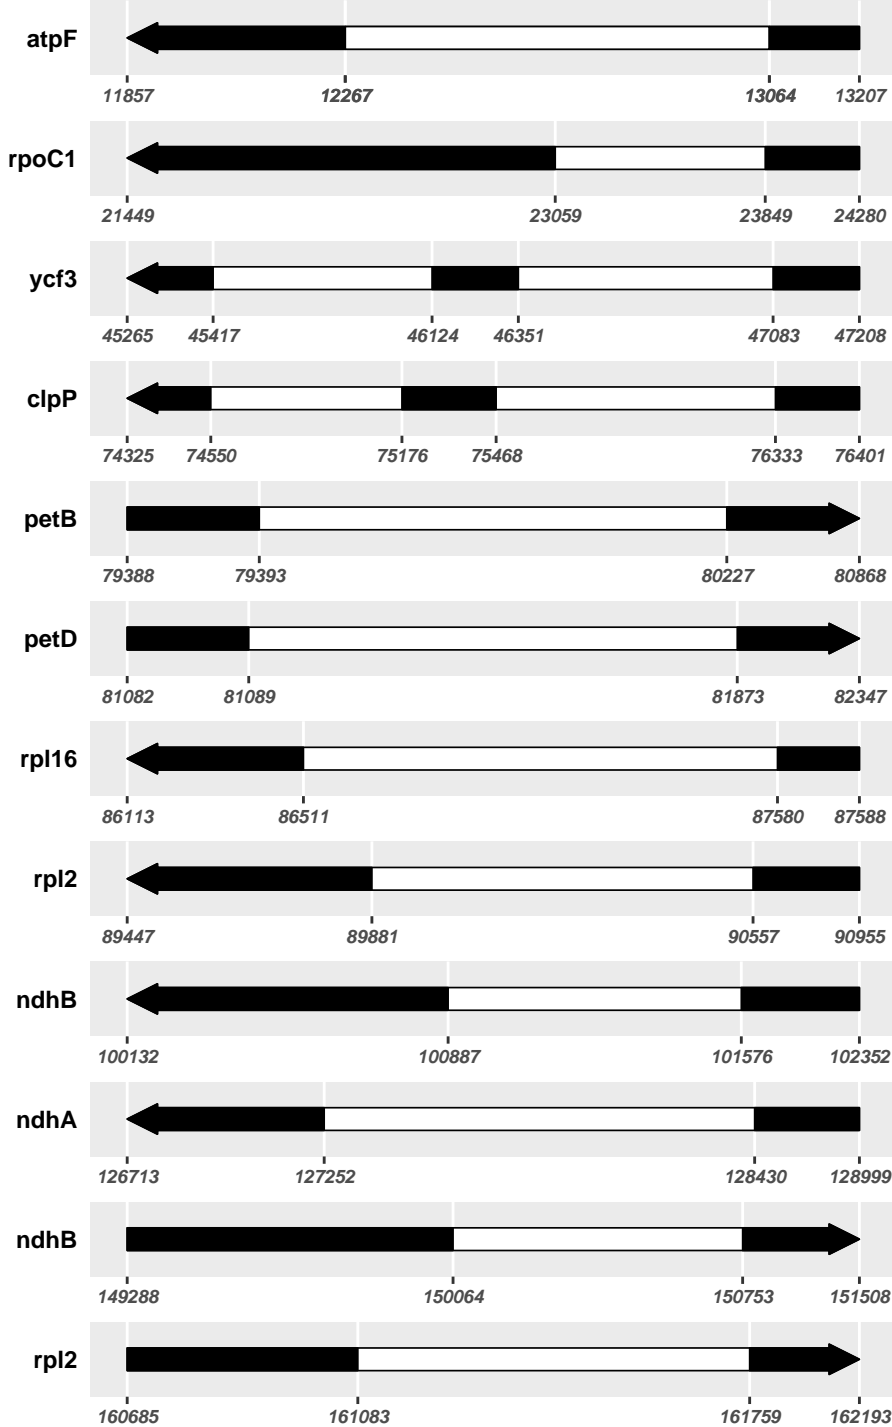 atpF
11857 12267 13064 13207
rpoC1
21449 23059 23849 24280
ycf3
45265 45417 46124 46351 47083 47208
clpP
74325 74550 75176 75468 76333 76401
petB
79388 79393 80227 80868
petD
81082 81089 81873 82347
rpl16
86113 86511 87580 87588
rpl2
89447 89881 90557 90955
ndhB
100132 100887 101576 102352
ndhA
126713 127252 128430 128999
ndhB
149288 150064 150753 151508
rpl2
160685 161083 161759 162193